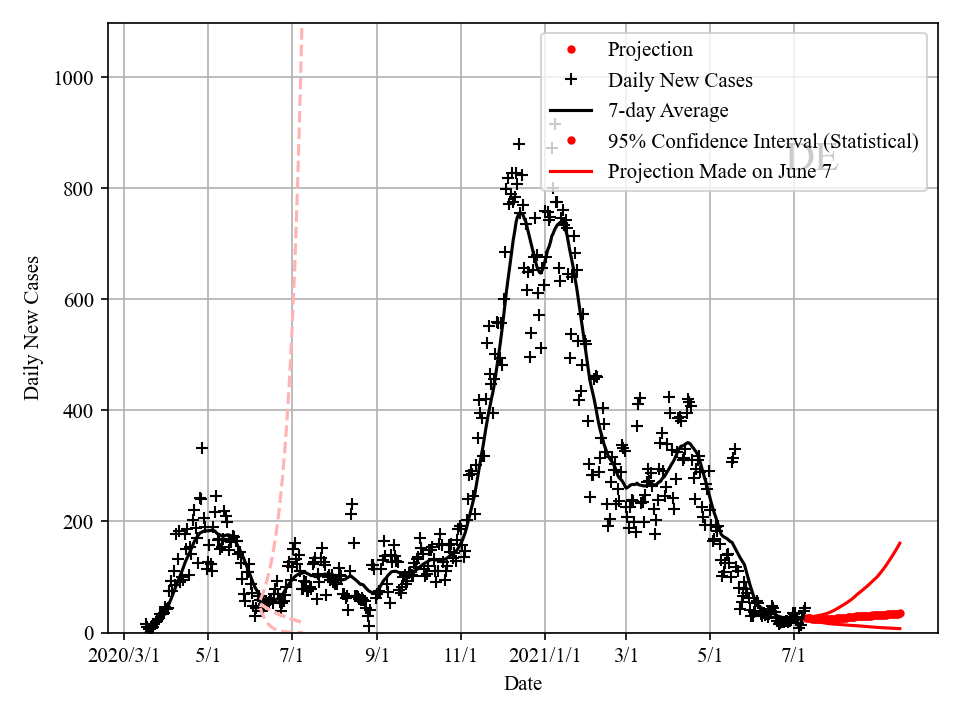 Projection
Daily New Cases
7-day Average
95% Confidence Interval (Statistical)
Projection Made on June 7
DE
1000
800
600
400
200
0
Daily New Cases
2020/3/1 5/1 7/1 9/1 11/1 2021/1/1 3/1 5/1 7/1
Date